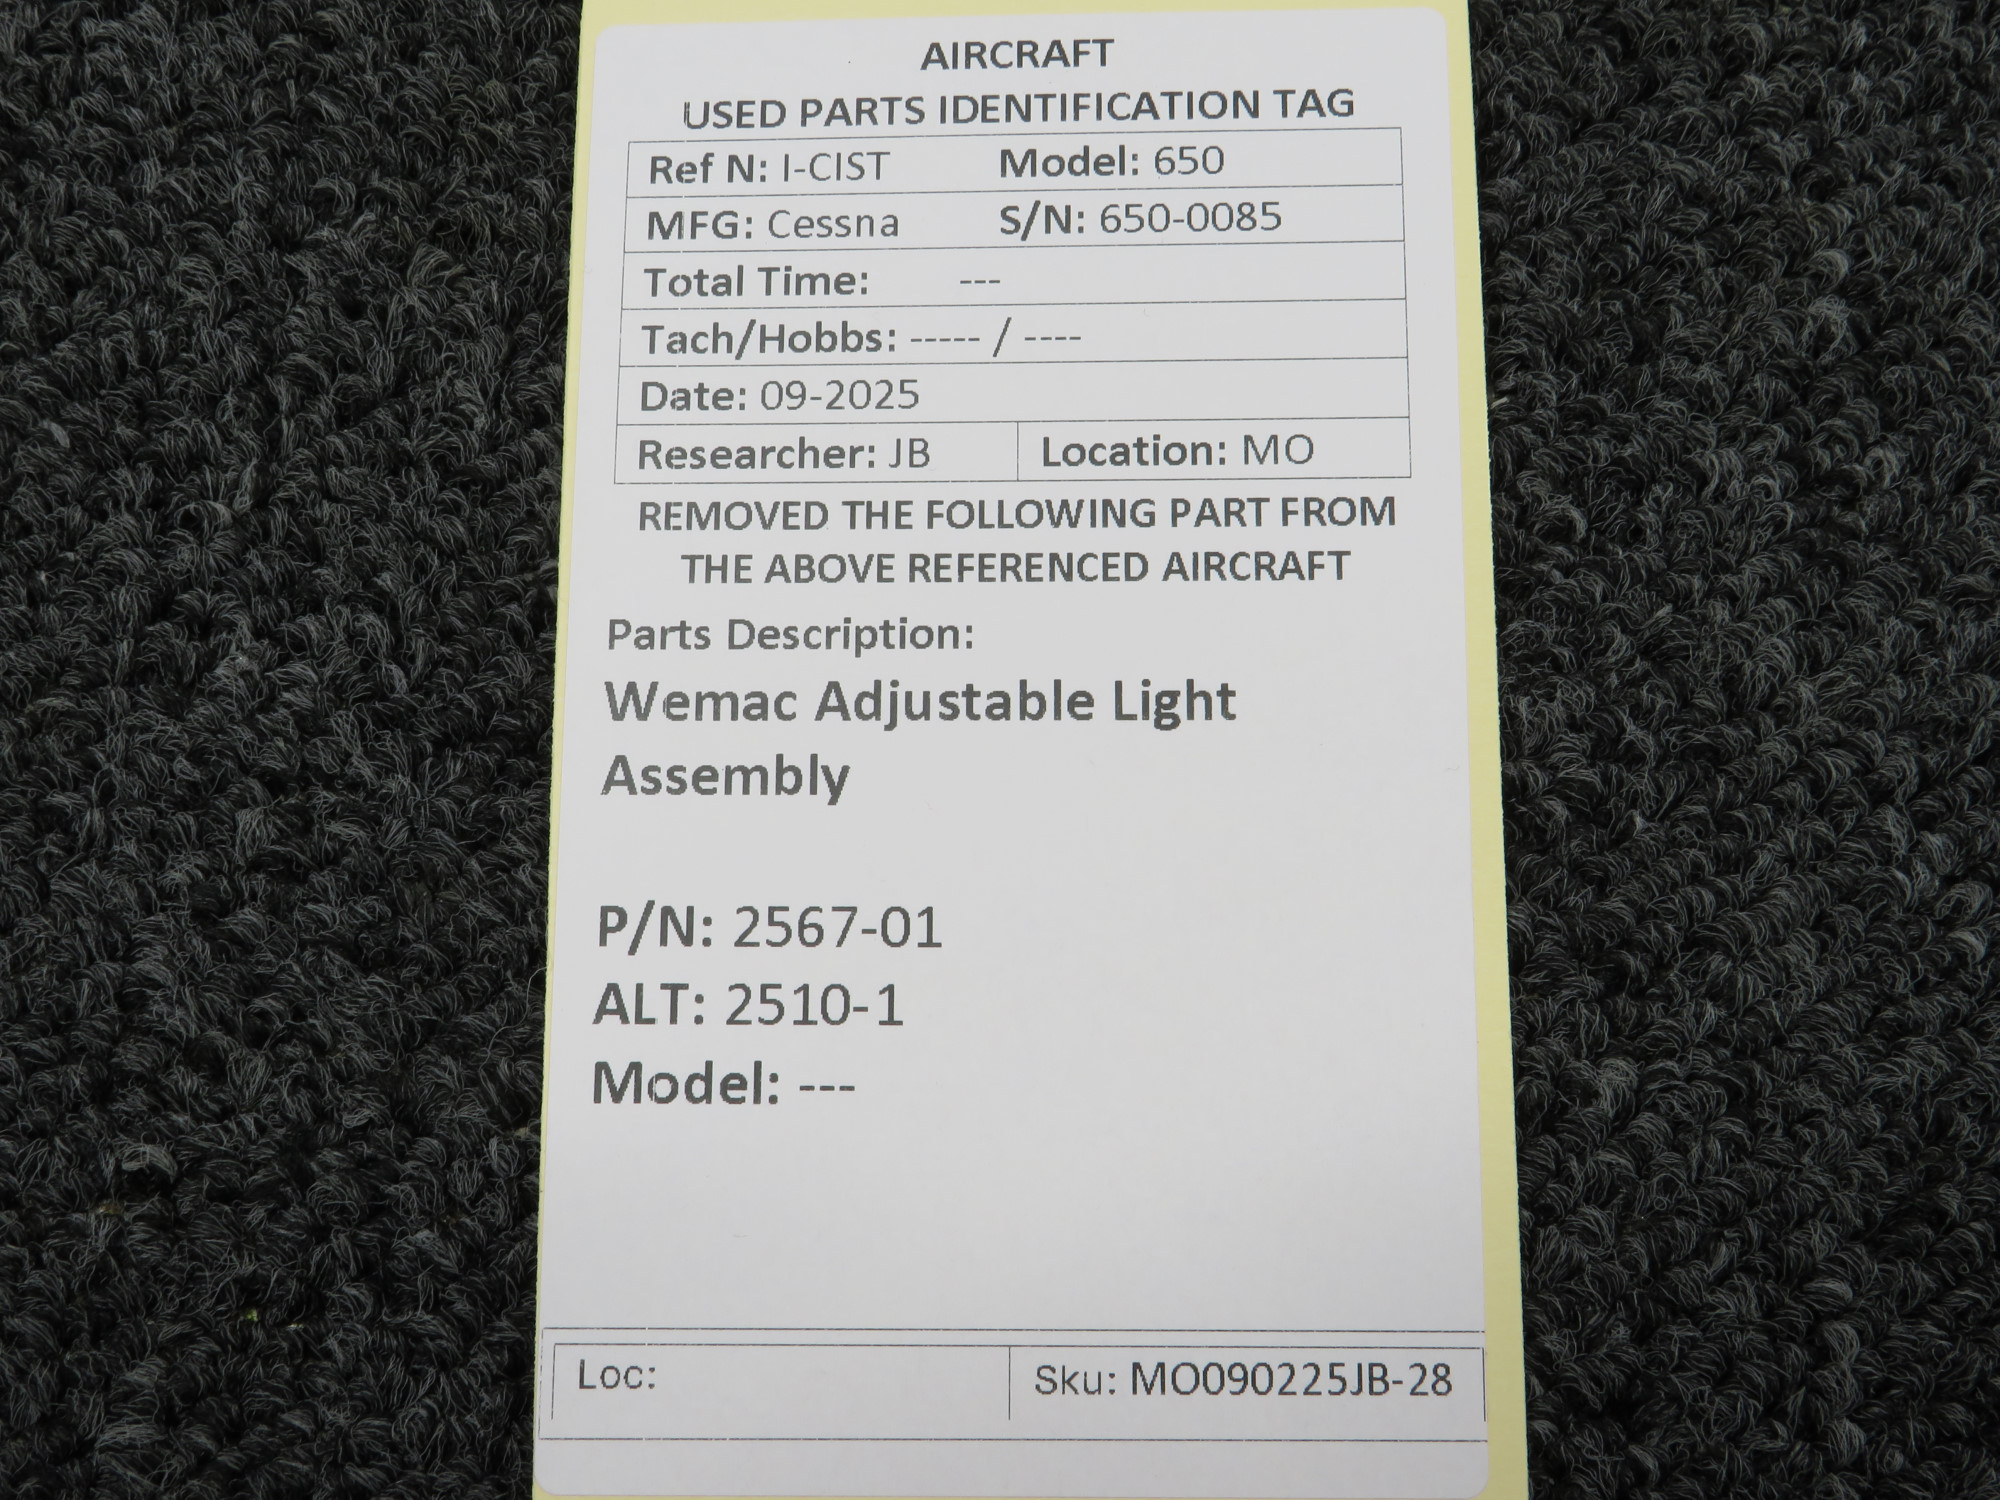 AIRCRAFT
USED PARTS IDENTIFICATION TAG
Ref N: I-CIST Model: 650
MFG: Cessna S/N: 650-0085
Total Time: ---
Tach/Hobbs: ----- / ----
Date: 09-2025
Researcher: JB Location: MO
REMOVED THE FOLLOWING PART FROM
THE ABOVE REFERENCED AIRCRAFT
Parts Description:
Wemac Adjustable Light
Assembly
P/N: 2567-01
ALT: 2510-1
Model: ---
Loc: Sku: MO090225JB-28